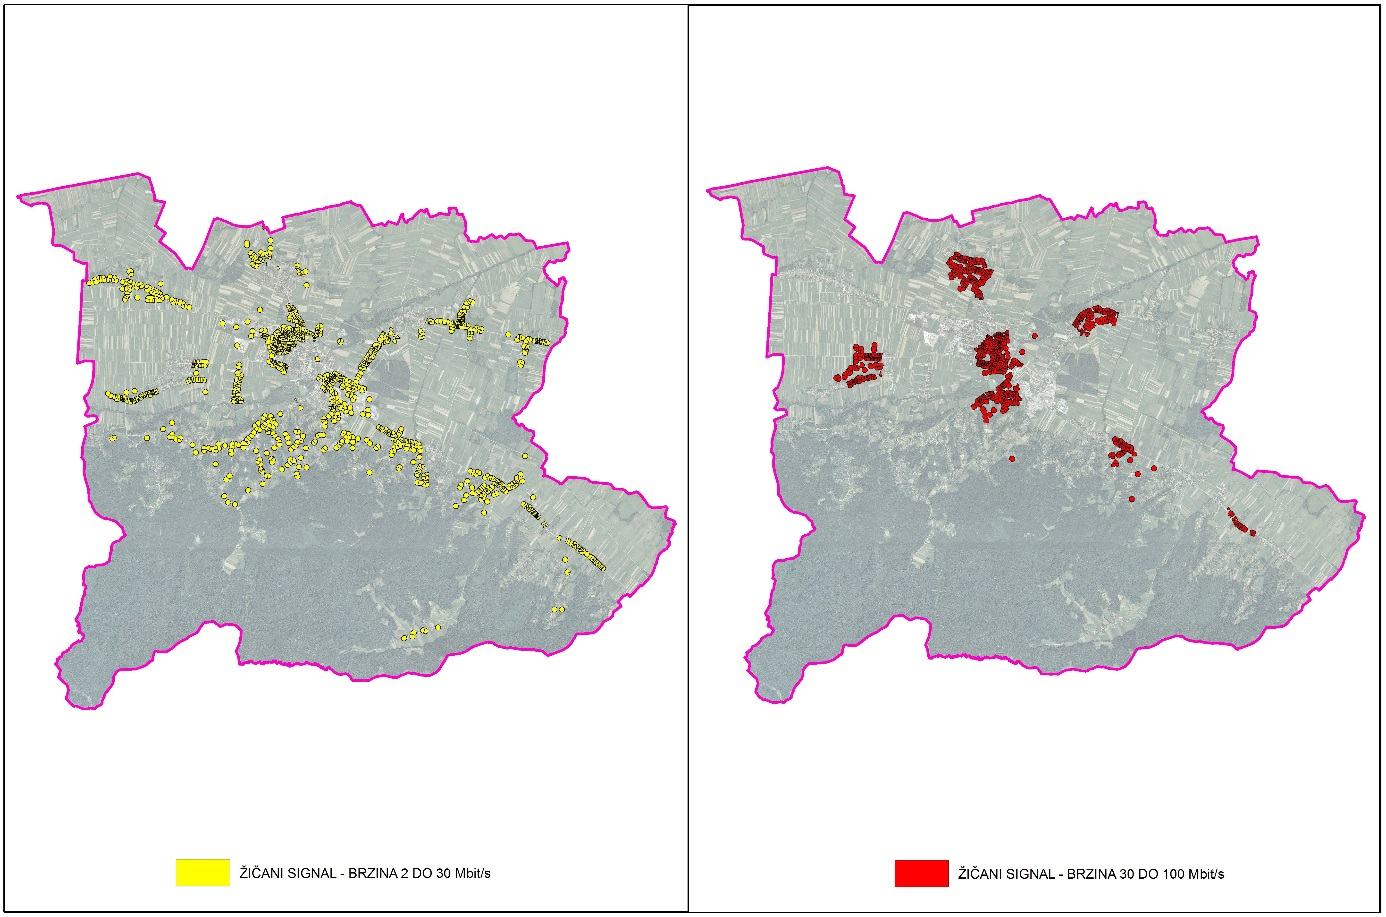 ŽIČANI SIGNAL - BRZINA 2 DO 30 Mbit/s
ŽIČANI SIGNAL - BRZINA 30 DO 100 Mbit/s